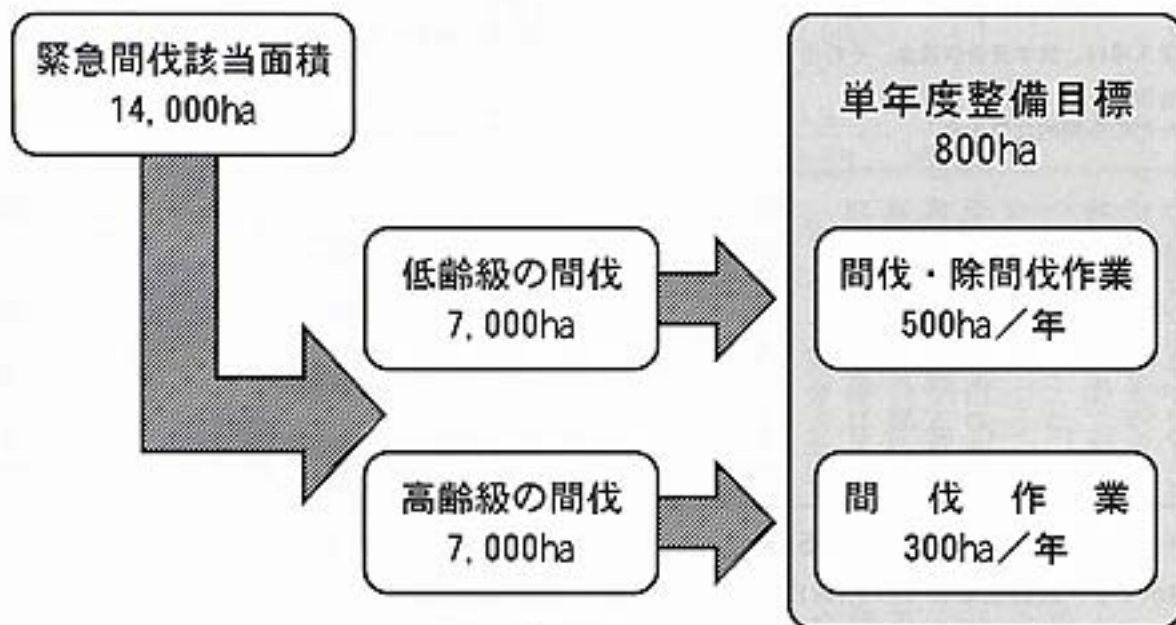 緊急間伐該当面積
14,000ha
低齢級の間伐
7,000ha
高齢級の間伐
7,000ha
単年度整備目標
800ha
間伐・除間伐作業
500ha/年
間伐作業
300ha/年